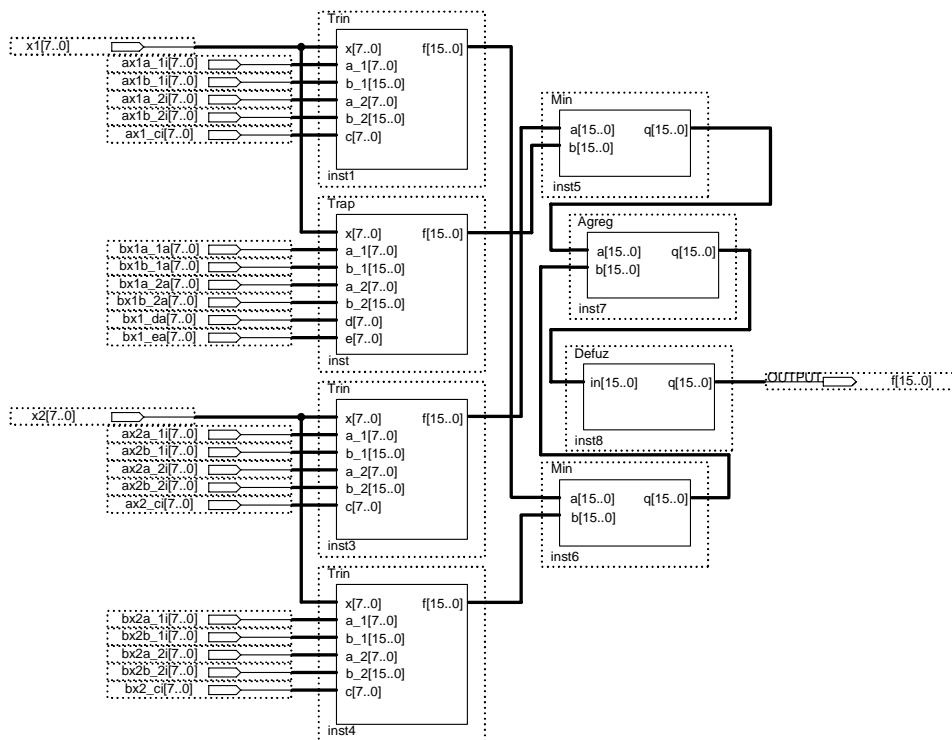 Trin
x1[7..0]
x[7..0] f[15..0]
ax1a_1i[7..0] a_1[7..0]
ax1b_1i[7..0] b_1[15..0]
ax1a_2i[7..0] a_2[7..0]
ax1b_2i[7..0] b_2[15..0]
ax1_ci[7..0] c[7..0]
inst1
Min
a[15..0] q[15..0]
b[15..0]
inst5
Trap
x[7..0] f[15..0]
bx1a_1a[7..0] a_1[7..0]
bx1b_1a[7..0] b_1[15..0]
bx1a_2a[7..0] a_2[7..0]
bx1b_2a[7..0] b_2[15..0]
bx1_da[7..0] d[7..0]
bx1_ea[7..0] e[7..0]
inst
Agreg
a[15..0] q[15..0]
b[15..0]
inst7
Defuz
in[15..0] q[15..0]
inst8
OUTPUT f[15..0]
Trin
x2[7..0]
x[7..0] f[15..0]
ax2a_1i[7..0] a_1[7..0]
ax2b_1i[7..0] b_1[15..0]
ax2a_2i[7..0] a_2[7..0]
ax2b_2i[7..0] b_2[15..0]
ax2_ci[7..0] c[7..0]
inst3
Min
a[15..0] q[15..0]
b[15..0]
inst6
Trin
x[7..0] f[15..0]
bx2a_1i[7..0] a_1[7..0]
bx2b_1i[7..0] b_1[15..0]
bx2a_2i[7..0] a_2[7..0]
bx2b_2i[7..0] b_2[15..0]
bx2_ci[7..0] c[7..0]
inst4